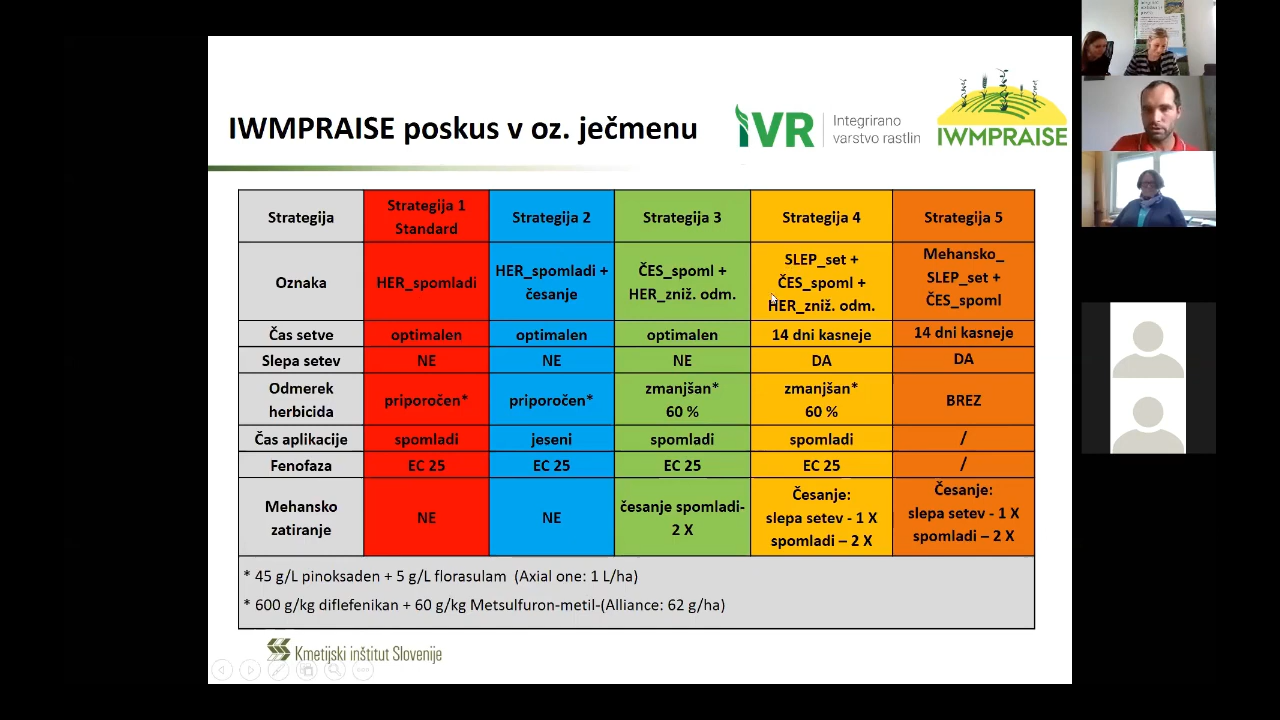 IWMPRAISE poskus v oz. ječmenu
iVR
Integrirano
varstvo rastlin
IWMPRAISE
Strategija
Strategija 1
Standard
Strategija 2
Strategija 3
Strategija 4
Strategija 5
Oznaka
HER_spomladi
HER_spomladi +
česanje
ČES_spoml +
HER_zniž. odm.
SLEP_set +
ČES_spoml +
HER_zniž. odm.
Mehansko_
SLEP_set +
ČES_spoml
Čas setve
optimalen
optimalen
optimalen
14 dni kasneje
14 dni kasneje
Slepa setev
NE
NE
NE
DA
DA
Odmerek
herbicida
priporočen*
priporočen*
zmanjšan*
60 %
zmanjšan*
60 %
BREZ
Čas aplikacije
spomladi
jeseni
spomladi
spomladi
/
Fenofaza
EC 25
EC 25
EC 25
EC 25
/
Mehansko
zatiranje
NE
NE
česanje spomladi-
2 X
Česanje:
slepa setev - 1 X
spomladi – 2 X
Česanje:
slepa setev - 1 X
spomladi – 2 X
* 45 g/L pinoksaden + 5 g/L florasulam (Axial one: 1 L/ha)
* 600 g/kg diflefenikan + 60 g/kg Metsulfuron-metil-(Alliance: 62 g/ha)
Kmetijski inštitut Slovenije